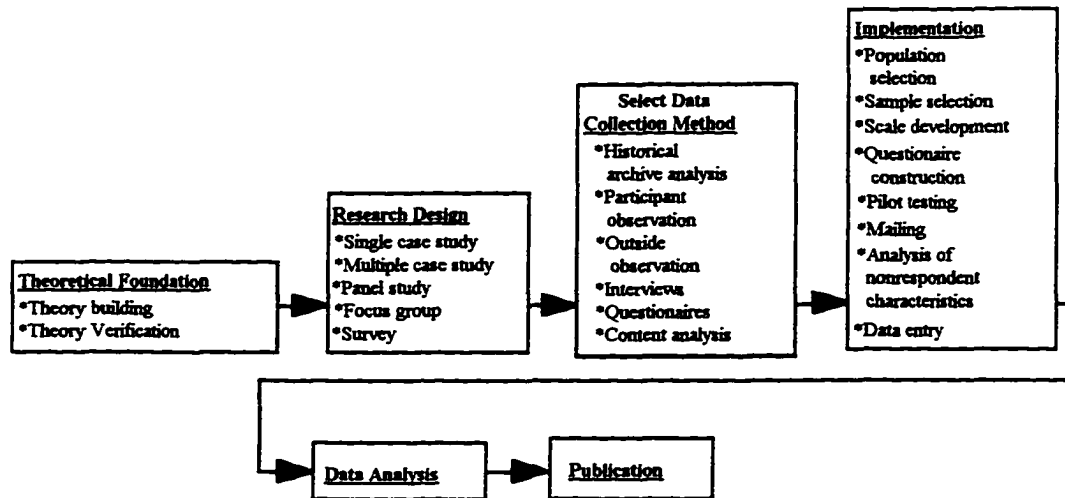 Theoretical Foundation
*Theory building
*Theory Verification
Research Design
*Single case study
*Multiple case study
*Panel study
*Focus group
*Survey
Select Data
Collection Method
*Historical
archive analysis
*Participant
observation
*Outside
observation
*Interviews
*Questionaires
*Content analysis
Implementation
*Population
selection
*Sample selection
*Scale development
*Questionaire
construction
*Pilot testing
*Mailing
*Analysis of
nonrespondent
characteristics
*Data entry
Data Analysis
Publication